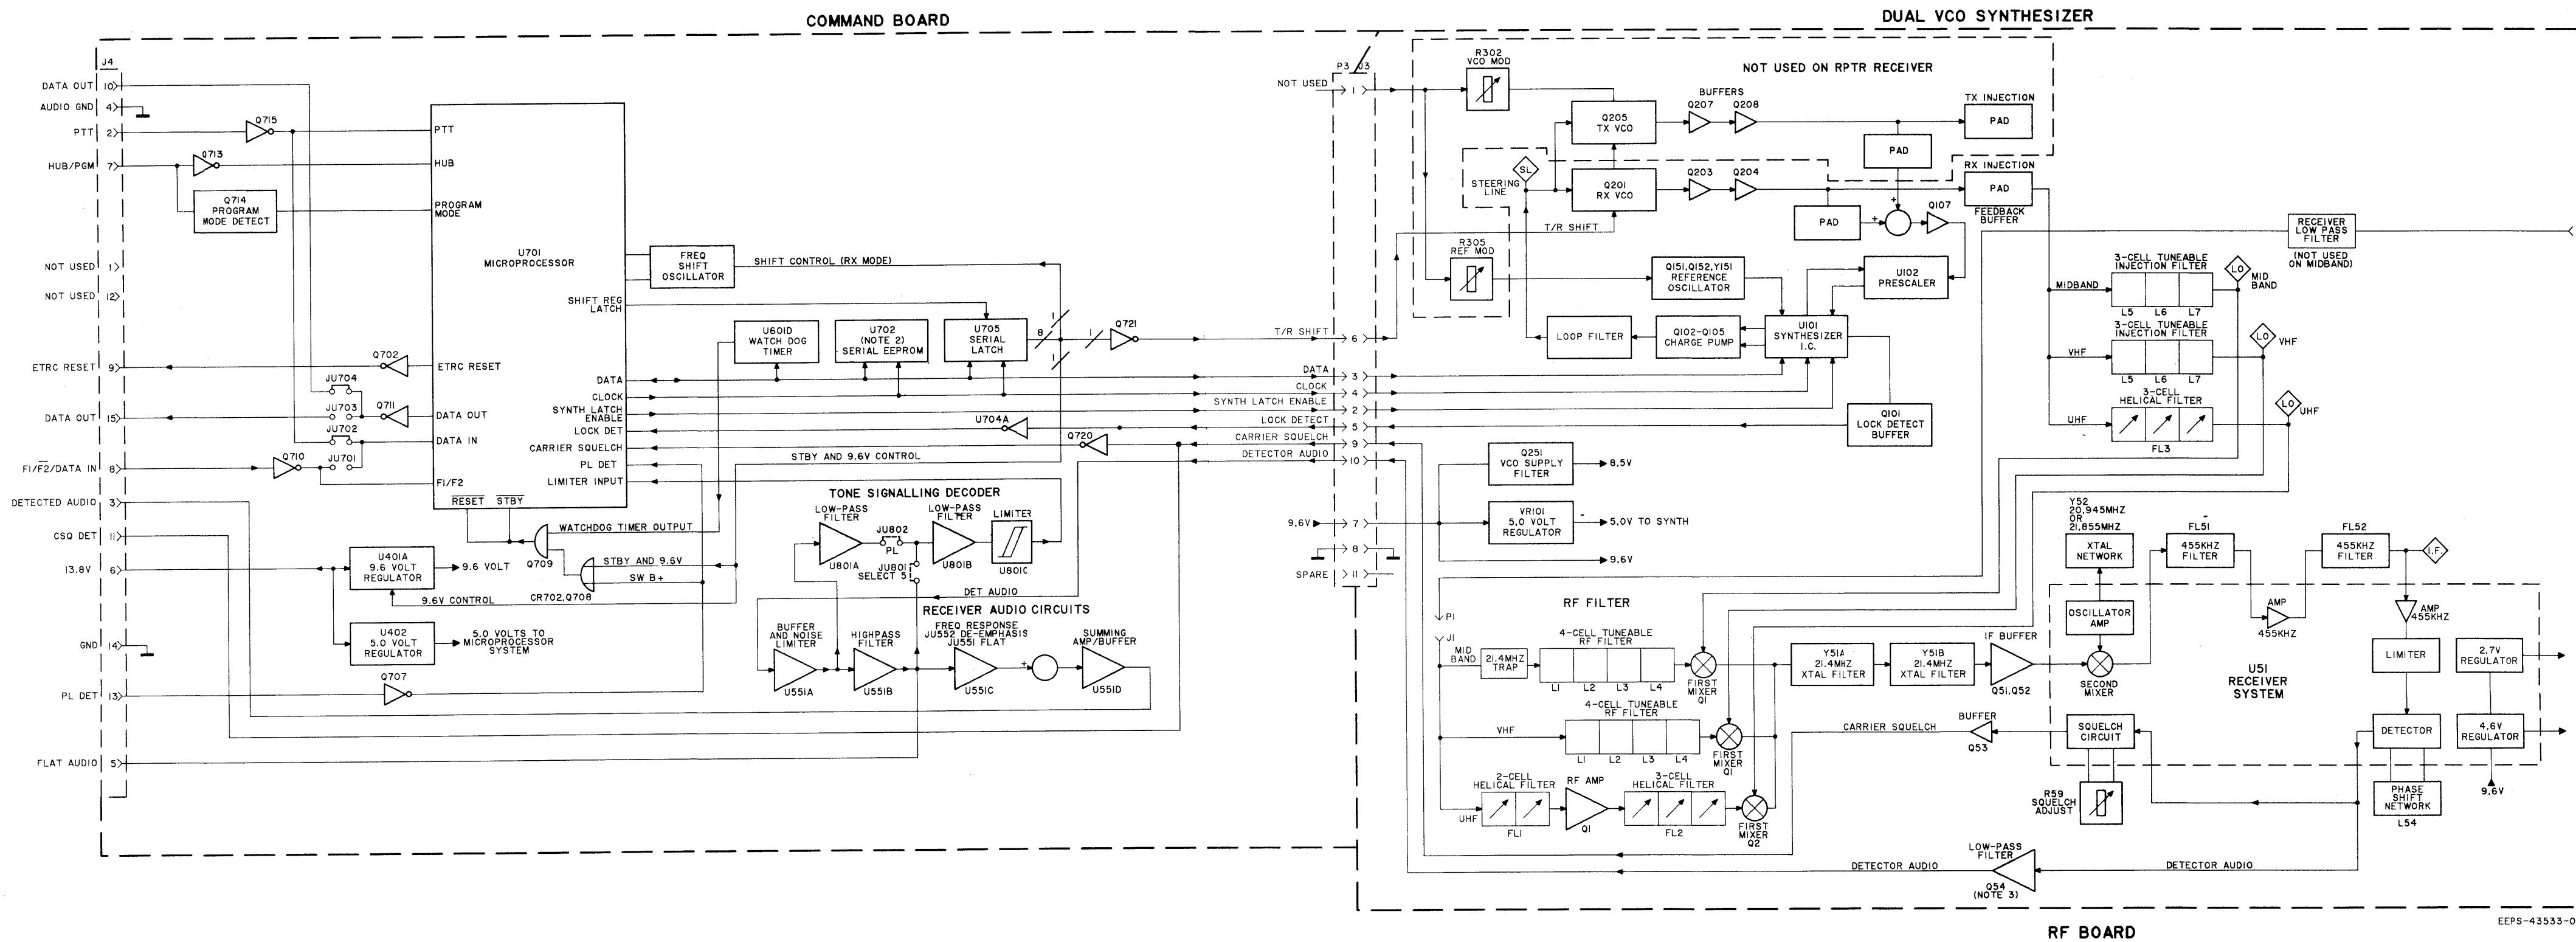 COMMAND BOARD
DUAL VCO SYNTHESIZER
J4
DATA OUT 10
AUDIO GND 4
PTT 2
HUB/PGM 7
NOT USED 1
NOT USED 12
ETRC RESET 9
DATA OUT 15
F1/F2/DATA IN 8
DETECTED AUDIO 3
CSQ DET 11
13.8V 6
GND 14
PL DET 13
FLAT AUDIO 5
Q715
Q713
Q714
PROGRAM
MODE DETECT
PTT
HUB
PROGRAM
MODE
U701
MICROPROCESSOR
SHIFT REG
LATCH
ETRC RESET
DATA OUT
DATA IN
F1/F2
RESET STBY
DATA
CLOCK
SYNTH LATCH
ENABLE
LOCK DET
CARRIER SQUELCH
PL DET
LIMITER INPUT
Q702
JU704
JU703
Q711
JU702
Q710
JU701
FREQ
SHIFT
OSCILLATOR
SHIFT CONTROL (RX MODE)
U601D
WATCH DOG
TIMER
U702
(NOTE 2)
SERIAL EEPROM
U705
SERIAL
LATCH
8
1
1
1
Q721
U704A
Q720
STBY AND 9.6V CONTROL
TONE SIGNALLING DECODER
LOW-PASS
FILTER
U801A
JU802
PL
JU801
SELECT 5
LOW-PASS
FILTER
U801B
LIMITER
U801C
WATCHDOG TIMER OUTPUT
Q709
STBY AND 9.6V
SW B+
CR702,Q708
U401A
9.6 VOLT
REGULATOR
9.6 VOLT
9.6V CONTROL
U402
5.0 VOLT
REGULATOR
5.0 VOLTS TO
MICROPROCESSOR
SYSTEM
Q707
DET AUDIO
RECEIVER AUDIO CIRCUITS
BUFFER
AND NOISE
LIMITER
U551A
HIGHPASS
FILTER
U551B
FREQ RESPONSE
JU552 DE-EMPHASIS
JU551 FLAT
U551C
+
SUMMING
AMP/BUFFER
U551D
P3 J3
NOT USED 1
T/R SHIFT 6
DATA 3
CLOCK 4
SYNTH LATCH ENABLE 2
LOCK DETECT 5
CARRIER SQUELCH 9
DETECTOR AUDIO 10
9.6V 7
8
SPARE 11
R302
VCO MOD
NOT USED ON RPTR RECEIVER
Q205
TX VCO
BUFFERS
Q207 Q208
TX INJECTION
PAD
PAD
STEERING
LINE
SL
Q201
RX VCO
Q203 Q204
RX INJECTION
PAD
FEEDBACK
BUFFER
PAD
+
+
Q107
T/R SHIFT
R305
REF MOD
Q151,Q152,Y151
REFERENCE
OSCILLATOR
U102
PRESCALER
LOOP FILTER
Q102-Q105
CHARGE PUMP
U101
SYNTHESIZER
I.C.
Q101
LOCK DETECT
BUFFER
Q251
VCO SUPPLY
FILTER
8.5V
VR101
5.0 VOLT
REGULATOR
5.0V TO SYNTH
9.6V
RECEIVER
LOW PASS
FILTER
(NOT USED
ON MIDBAND)
3-CELL TUNEABLE
INJECTION FILTER
MIDBAND
L5 L6 L7
LO
MID
BAND
3-CELL TUNEABLE
INJECTION FILTER
VHF
L5 L6 L7
LO
VHF
3-CELL
HELICAL FILTER
UHF
FL3
LO
UHF
P1
J1
RF FILTER
MID
BAND
21.4MHZ
TRAP
4-CELL TUNEABLE
RF FILTER
L1 L2 L3 L4
FIRST
MIXER
Q1
4-CELL TUNEABLE
RF FILTER
VHF
L1 L2 L3 L4
FIRST
MIXER
Q1
2-CELL
HELICAL FILTER
UHF
FL1
RF AMP
Q1
3-CELL
HELICAL FILTER
FL2
FIRST
MIXER
Q2
Y51A
21.4MHZ
XTAL FILTER
Y51B
21.4MHZ
XTAL FILTER
IF BUFFER
Q51,Q52
Y52
20.945MHZ
OR
21.855MHZ
XTAL
NETWORK
OSCILLATOR
AMP
SECOND
MIXER
FL51
455KHZ
FILTER
AMP
455KHZ
FL52
455KHZ
FILTER
I.F.
AMP
455KHZ
LIMITER
U51
RECEIVER
SYSTEM
2.7V
REGULATOR
4.6V
REGULATOR
9.6V
DETECTOR
PHASE
SHIFT
NETWORK
L54
SQUELCH
CIRCUIT
R59
SQUELCH
ADJUST
BUFFER
Q53
CARRIER SQUELCH
DETECTOR AUDIO
LOW-PASS
FILTER
Q54
(NOTE 3)
DETECTOR AUDIO
EEPS-43533-0
RF BOARD